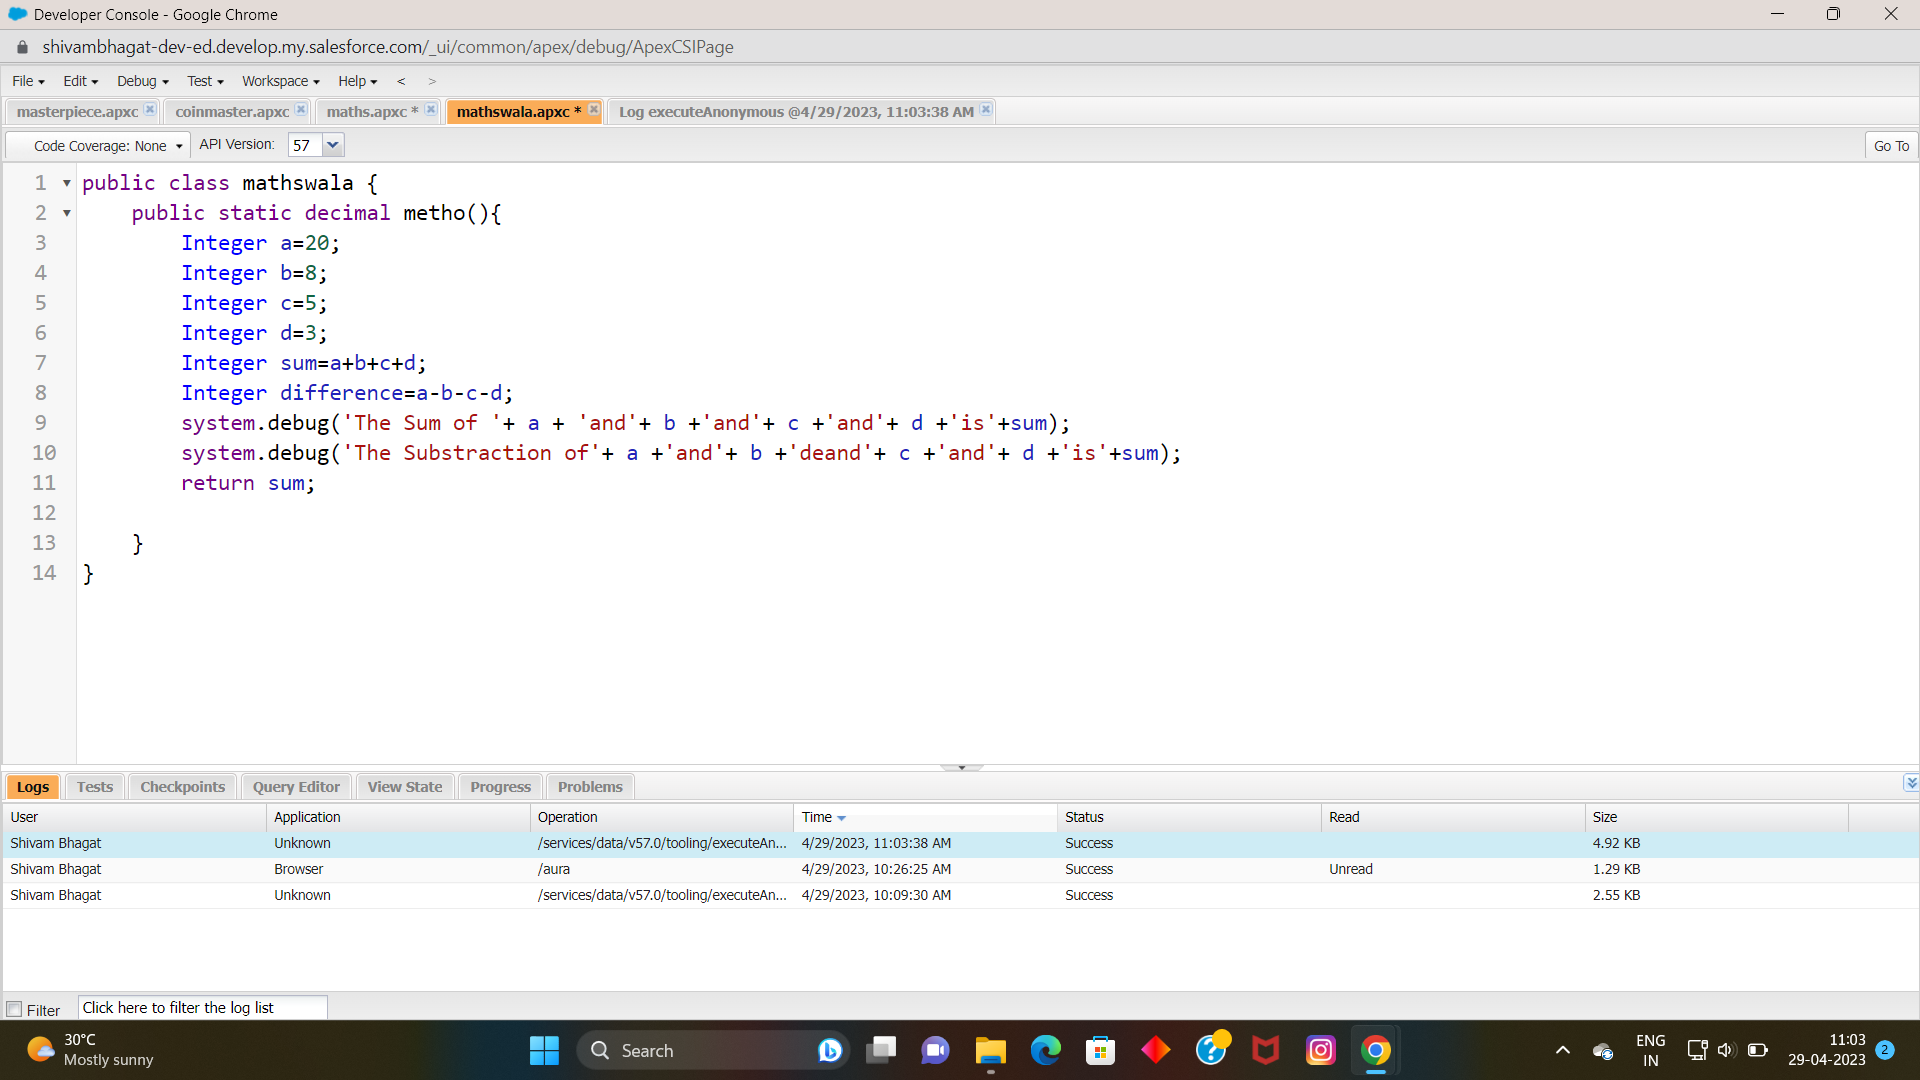 Developer Console - Google Chrome
shivambhagat-dev-ed.develop.my.salesforce.com/_ui/common/apex/debug/ApexCSIPage
File Edit Debug Test Workspace Help < >
masterpiece.apxc coinmaster.apxc maths.apxc * mathswala.apxc * Log executeAnonymous @4/29/2023, 11:03:38 AM
Code Coverage: None API Version: 57 Go To
1 public class mathswala {
2 public static decimal metho(){
3 Integer a=20;
4 Integer b=8;
5 Integer c=5;
6 Integer d=3;
7 Integer sum=a+b+c+d;
8 Integer difference=a-b-c-d;
9 system.debug('The Sum of '+ a + 'and'+ b +'and'+ c +'and'+ d +'is'+sum);
10 system.debug('The Substraction of'+ a +'and'+ b +'deand'+ c +'and'+ d +'is'+sum);
11 return sum;
12
13 }
14 }
Logs Tests Checkpoints Query Editor View State Progress Problems
User Application Operation Time Status Read Size
Shivam Bhagat Unknown /services/data/v57.0/tooling/executeAn... 4/29/2023, 11:03:38 AM Success 4.92 KB
Shivam Bhagat Browser /aura 4/29/2023, 10:26:25 AM Success Unread 1.29 KB
Shivam Bhagat Unknown /services/data/v57.0/tooling/executeAn... 4/29/2023, 10:09:30 AM Success 2.55 KB
Filter Click here to filter the log list
30°C
Mostly sunny
Search
ENG
IN
11:03
29-04-2023
2